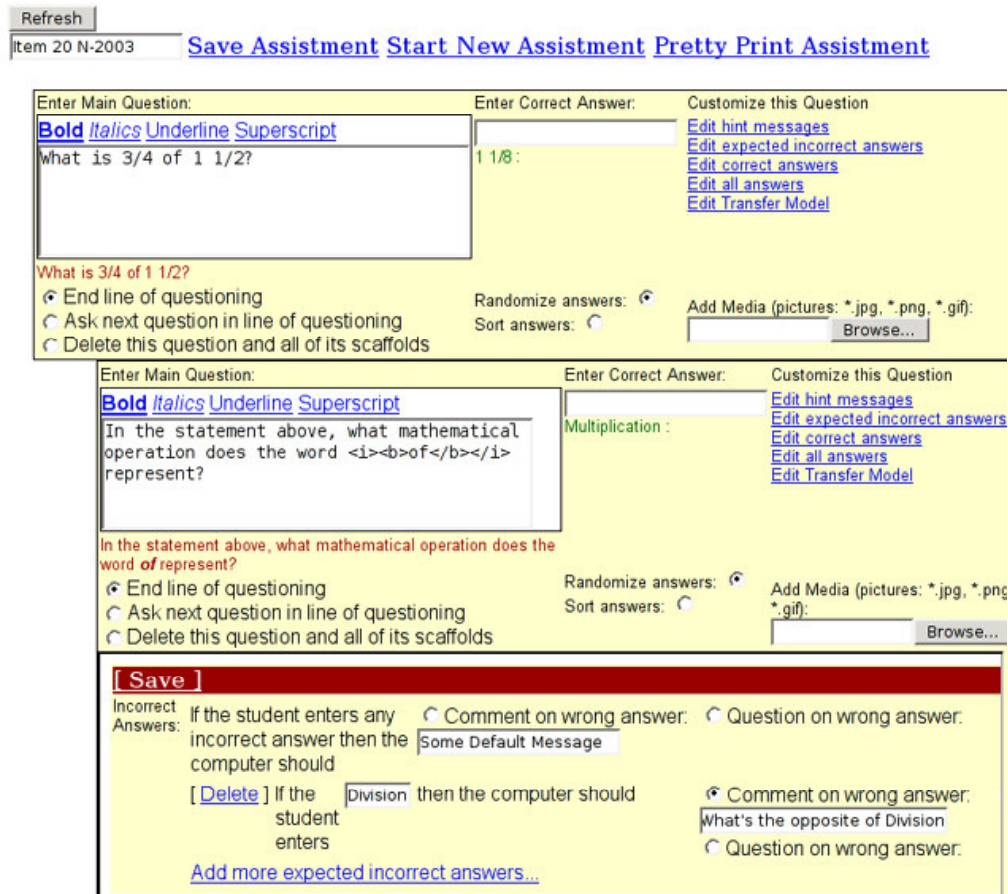 Refresh
Item 20 N-2003 Save Assistment Start New Assistment Pretty Print Assistment
Enter Main Question:
Bold Italics Underline Superscript
What is 3/4 of 1 1/2?
What is 3/4 of 1 1/2?
End line of questioning
Ask next question in line of questioning
Delete this question and all of its scaffolds
Enter Correct Answer:
1 1/8 :
Randomize answers:
Sort answers:
Customize this Question
Edit hint messages
Edit expected incorrect answers
Edit correct answers
Edit all answers
Edit Transfer Model
Add Media (pictures: *.jpg, *.png, *.gif):
Browse...
Enter Main Question:
Bold Italics Underline Superscript
In the statement above, what mathematical
operation does the word <i><b>of</b></i>
represent?
In the statement above, what mathematical operation does the
word of represent?
End line of questioning
Ask next question in line of questioning
Delete this question and all of its scaffolds
Enter Correct Answer:
Multiplication :
Randomize answers:
Sort answers:
Customize this Question
Edit hint messages
Edit expected incorrect answers
Edit correct answers
Edit all answers
Edit Transfer Model
Add Media (pictures: *.jpg, *.png
*.gif):
Browse...
[ Save ]
Incorrect
Answers:
If the student enters any
incorrect answer then the
computer should
Comment on wrong answer:
Some Default Message
Question on wrong answer:
[ Delete ] If the
student
enters
Division then the computer should
Comment on wrong answer:
What's the opposite of Division
Question on wrong answer:
Add more expected incorrect answers...